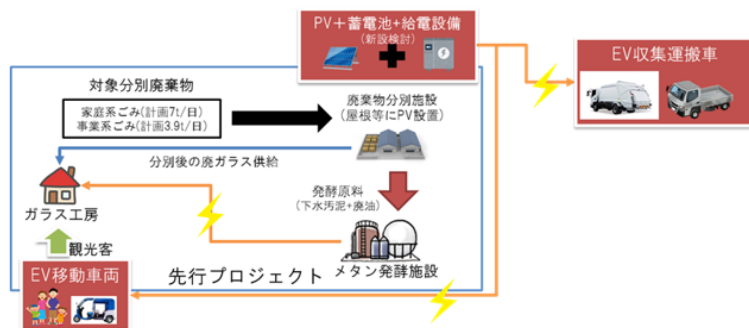 PV＋蓄電池+給電設備
(新設検討)
EV収集運搬車
対象分別廃棄物
家庭系ごみ(計画7t/日)
事業系ごみ(計画3.9t/日)
廃棄物分別施設
(屋根等にPV設置)
分別後の廃ガラス供給
発酵原料
(下水汚泥+廃油)
ガラス工房
観光客
メタン発酵施設
先行プロジェクト
EV移動車両